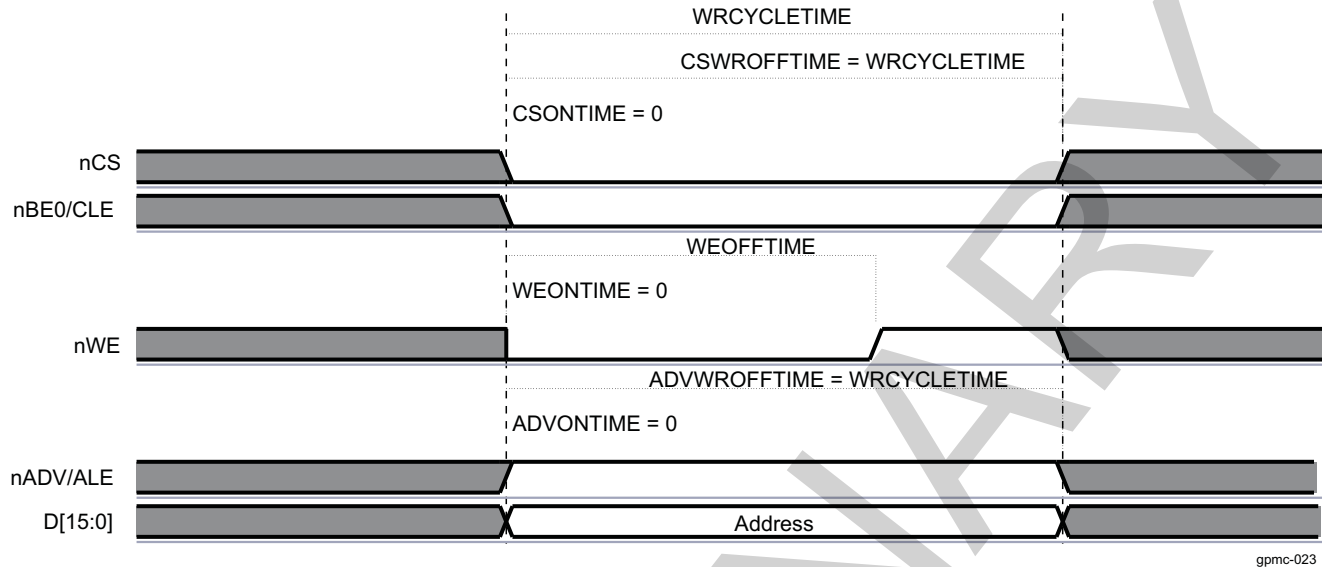 WRCYCLETIME
CSWROFFTIME = WRCYCLETIME
CSONTIME = 0
nCS
nBE0/CLE
WEOFFTIME
WEONTIME = 0
nWE
ADVWROFFTIME = WRCYCLETIME
ADVONTIME = 0
nADV/ALE
D[15:0]
Address
gpmc-023
NARY